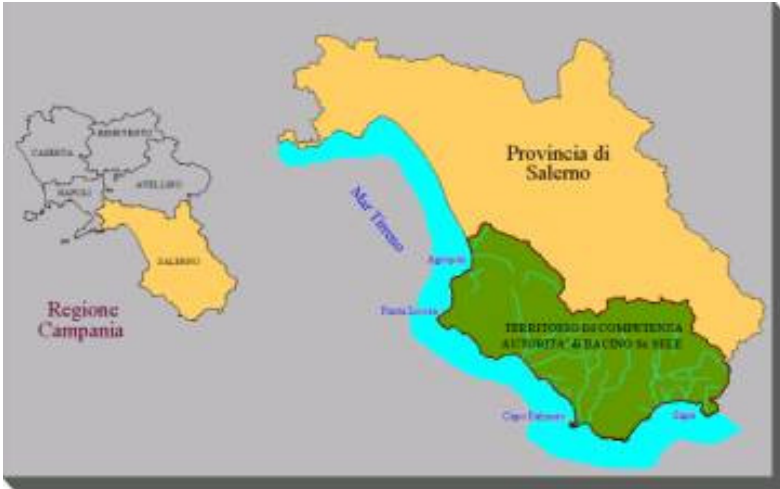 BENEVENTO
CASERTA
NAPOLI
AVELLINO
SALERNO
Regione
Campania
Provincia di
Salerno
Mar Tirreno
Agropoli
Punta Licosa
TERRITORIO DI COMPETENZA
AUTORITA' di BACINO Sx SELE
Capo Palinuro
Sapri